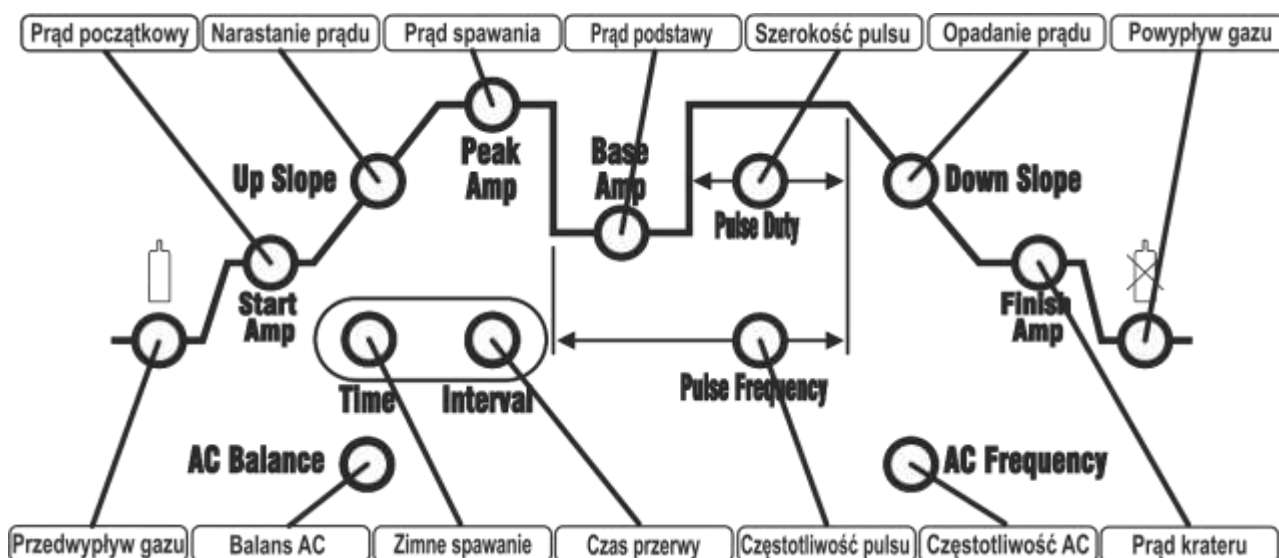 Prąd początkowy
Narastanie prądu
Prąd spawania
Prąd podstawy
Szerokość pulsu
Opadanie prądu
Powypływ gazu
Up Slope
Peak
Amp
Base
Amp
Pulse Duty
Down Slope
Start
Amp
Finish
Amp
Time
Interval
Pulse Frequency
AC Balance
AC Frequency
Przedwypływ gazu
Balans AC
Zimne spawanie
Czas przerwy
Częstotliwość pulsu
Częstotliwość AC
Prąd krateru